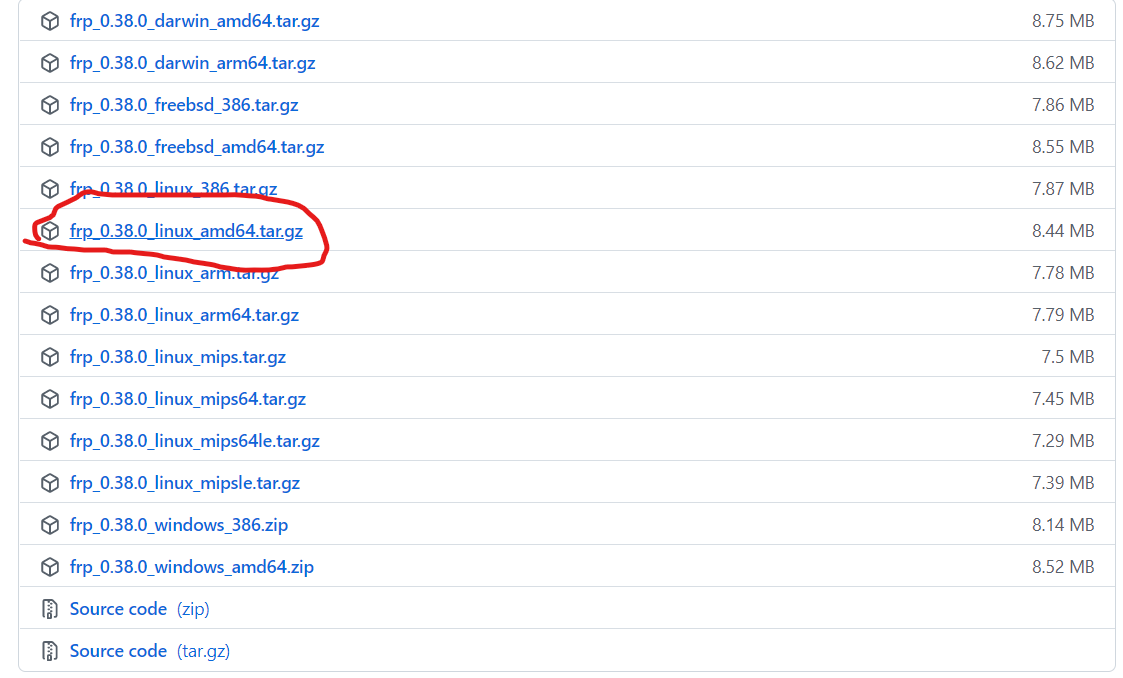 frp_0.38.0_darwin_amd64.tar.gz 8.75 MB
frp_0.38.0_darwin_arm64.tar.gz 8.62 MB
frp_0.38.0_freebsd_386.tar.gz 7.86 MB
frp_0.38.0_freebsd_amd64.tar.gz 8.55 MB
frp_0.38.0_linux_386.tar.gz 7.87 MB
frp_0.38.0_linux_amd64.tar.gz 8.44 MB
frp_0.38.0_linux_arm.tar.gz 7.78 MB
frp_0.38.0_linux_arm64.tar.gz 7.79 MB
frp_0.38.0_linux_mips.tar.gz 7.5 MB
frp_0.38.0_linux_mips64.tar.gz 7.45 MB
frp_0.38.0_linux_mips64le.tar.gz 7.29 MB
frp_0.38.0_linux_mipsle.tar.gz 7.39 MB
frp_0.38.0_windows_386.zip 8.14 MB
frp_0.38.0_windows_amd64.zip 8.52 MB
Source code (zip)
Source code (tar.gz)